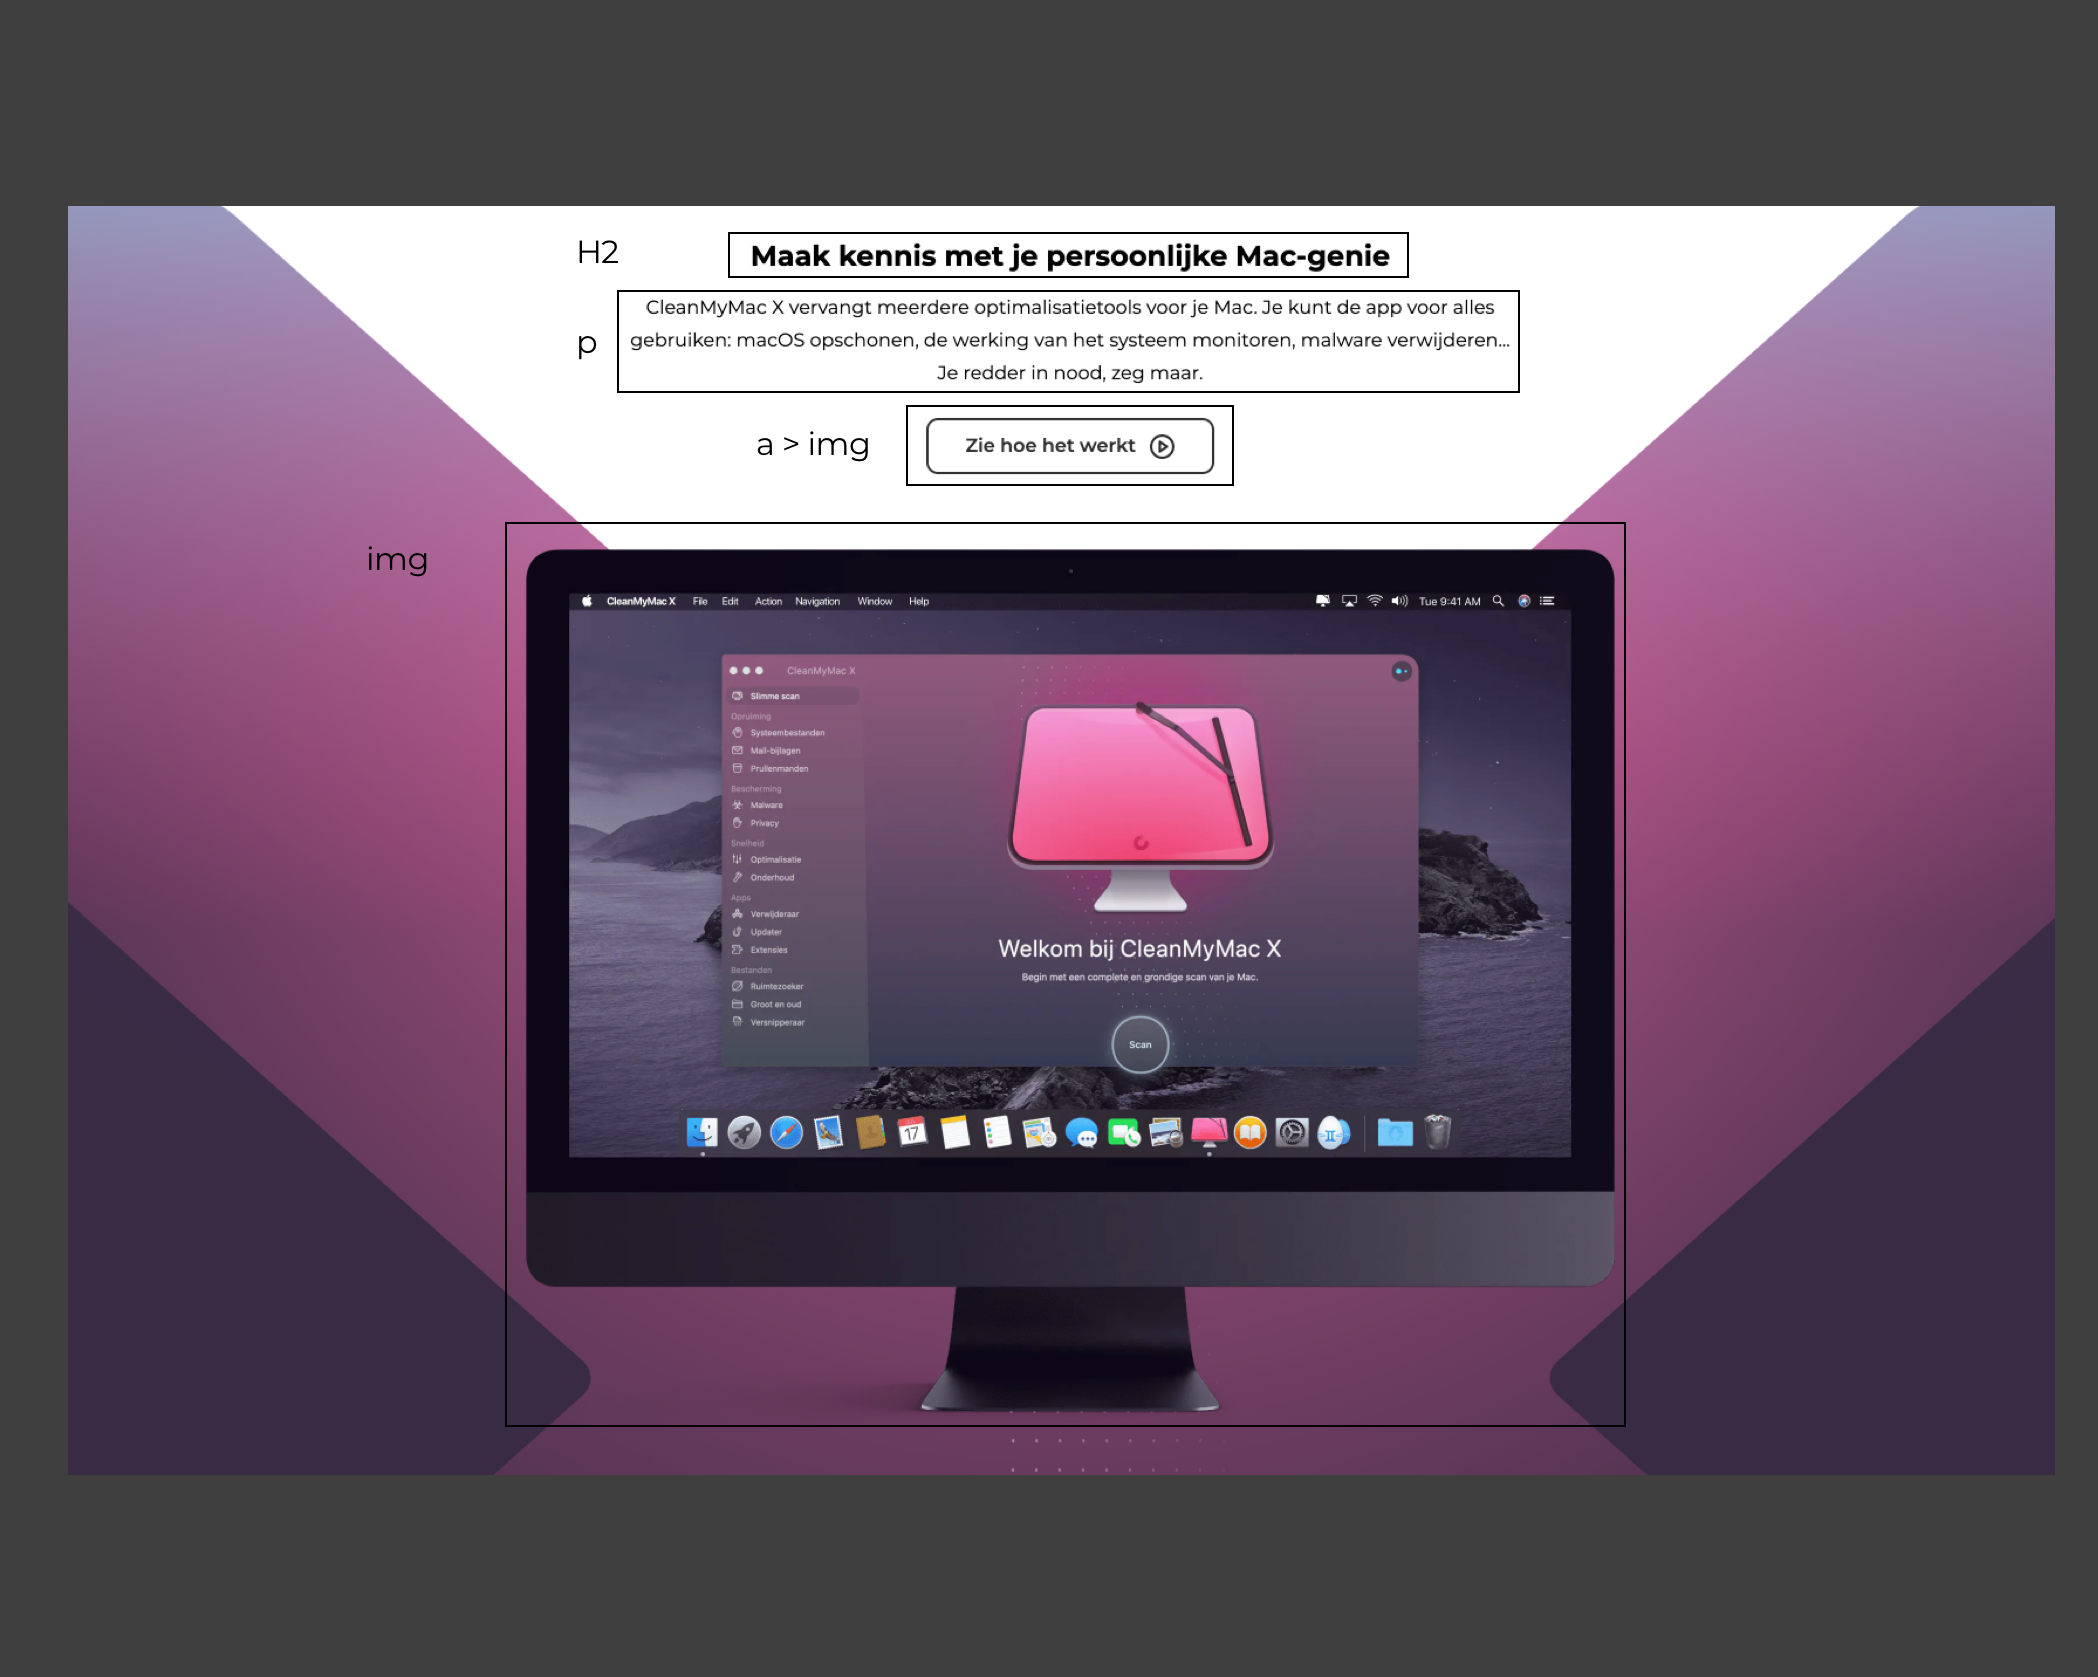 H2
Maak kennis met je persoonlijke Mac-genie
p
CleanMyMac X vervangt meerdere optimalisatietools voor je Mac. Je kunt de app voor alles
gebruiken: macOS opschonen, de werking van het systeem monitoren, malware verwijderen...
Je redder in nood, zeg maar.
a > img
Zie hoe het werkt
img
CleanMyMac X File Edit Action Navigation Window Help Tue 9:41 AM
CleanMyMac X
Slimme scan
Opruiming
Systeembestanden
Mail-bijlagen
Prullenmanden
Bescherming
Malware
Privacy
Snelheid
Optimalisatie
Onderhoud
Apps
Verwijderaar
Updater
Extensies
Bestanden
Ruimtezoeker
Groot en oud
Versnipperaar
Welkom bij CleanMyMac X
Begin met een complete en grondige scan van je Mac.
Scan
17